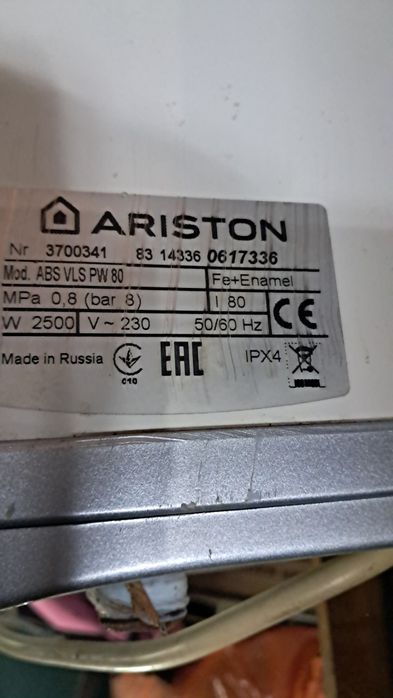 ARISTON
Nr 3700341 83 14336 0617336
Mod. ABS VLS PW 80 Fe+Enamel
MPa 0,8 (bar 8) l 80
W 2500 V ~ 230 50/60 Hz CE
Made in Russia 010 EAC IPX4